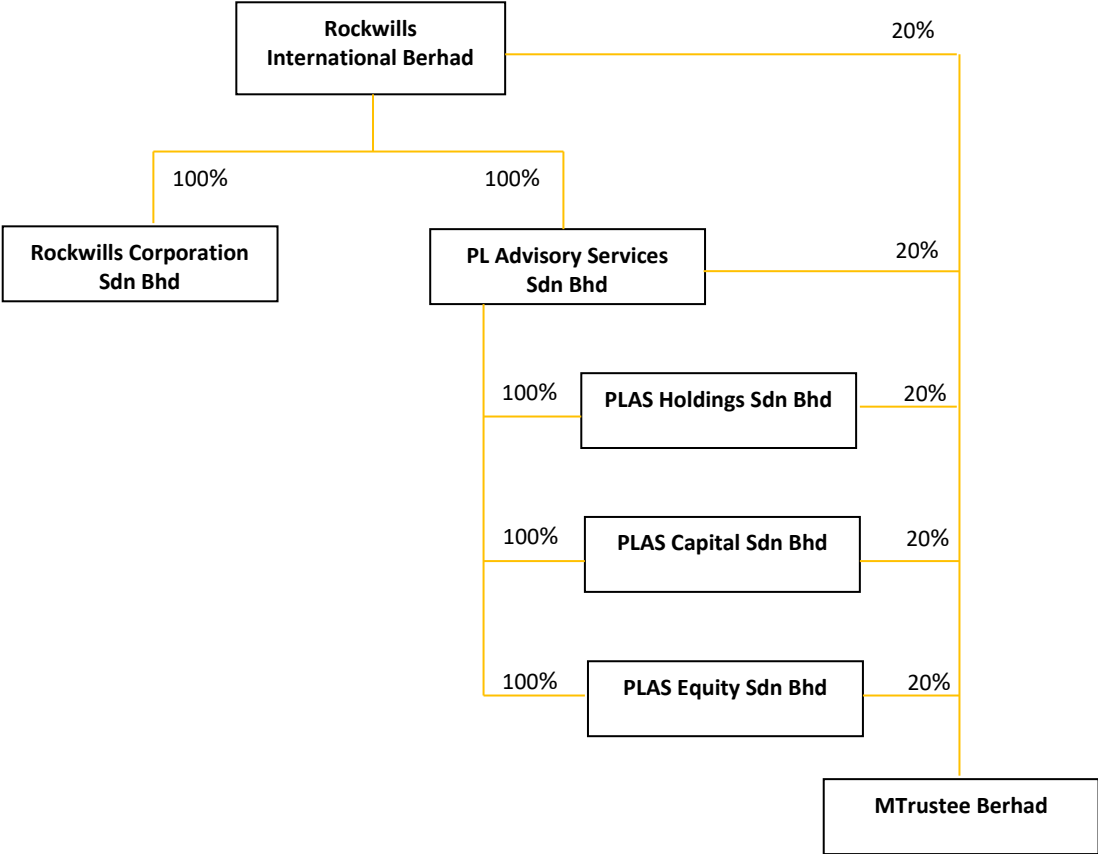 Rockwills
International Berhad
20%
100%
100%
Rockwills Corporation
Sdn Bhd
PL Advisory Services
Sdn Bhd
20%
100%
PLAS Holdings Sdn Bhd
20%
100%
PLAS Capital Sdn Bhd
20%
100%
PLAS Equity Sdn Bhd
20%
MTrustee Berhad